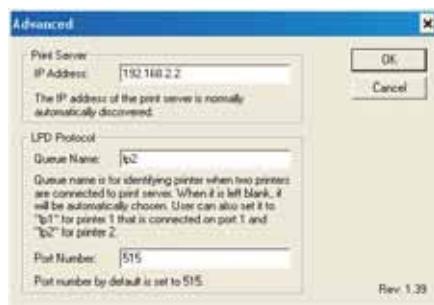 Advanced
Print Server
IP Address:
192.168.2.2
The IP address of the print server is normally
automatically discovered.
OK
Cancel
LPD Protocol
Queue Name:
lp2
Queue name is for identifying printer when two printers
are connected to print server. When it is left blank, it
will be automatically chosen. User can also set it to
"lp1" for printer 1 that is connected on port 1 and
"lp2" for printer 2.
Port Number:
515
Port number by default is set to 515.
Rev: 1.39